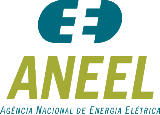 ANEEL
AGÊNCIA NACIONAL DE ENERGIA ELÉTRICA